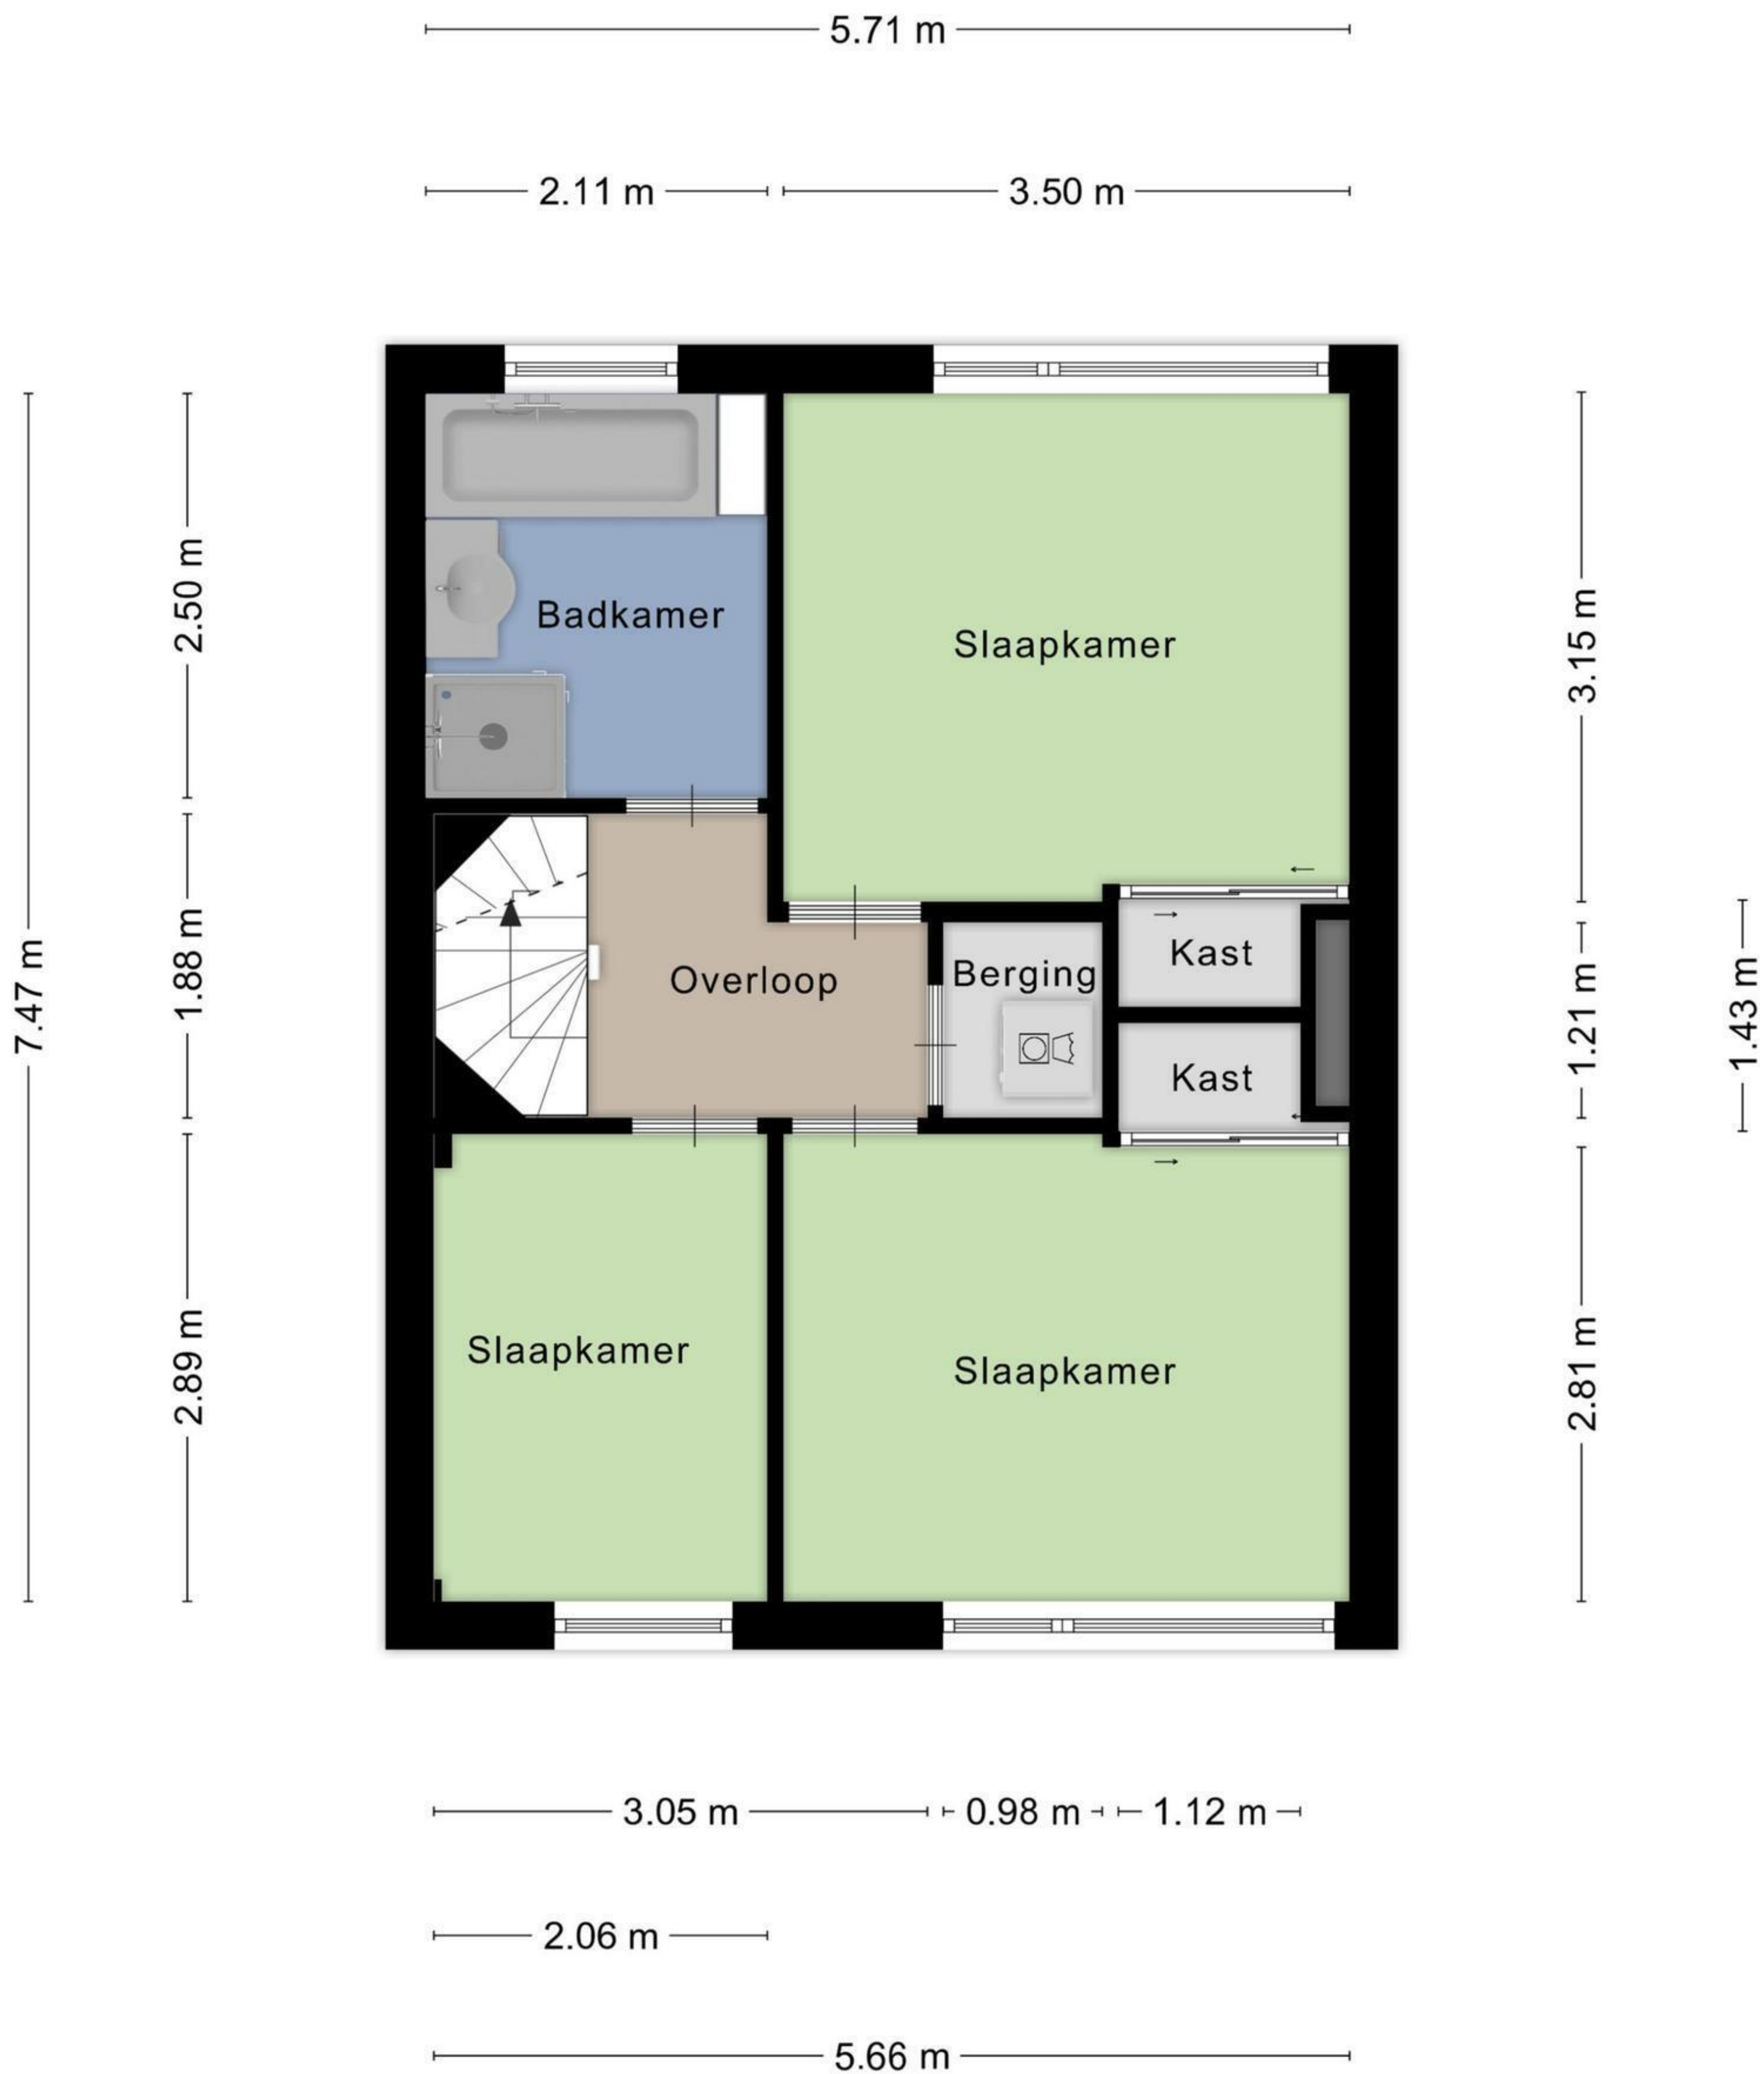 5.71 m
2.11 m
3.50 m
2.50 m
3.15 m
Badkamer
Slaapkamer
7.47 m
1.88 m
Overloop
Berging
Kast
Kast
1.21 m
1.43 m
2.89 m
Slaapkamer
Slaapkamer
2.81 m
3.05 m
0.98 m
1.12 m
2.06 m
5.66 m